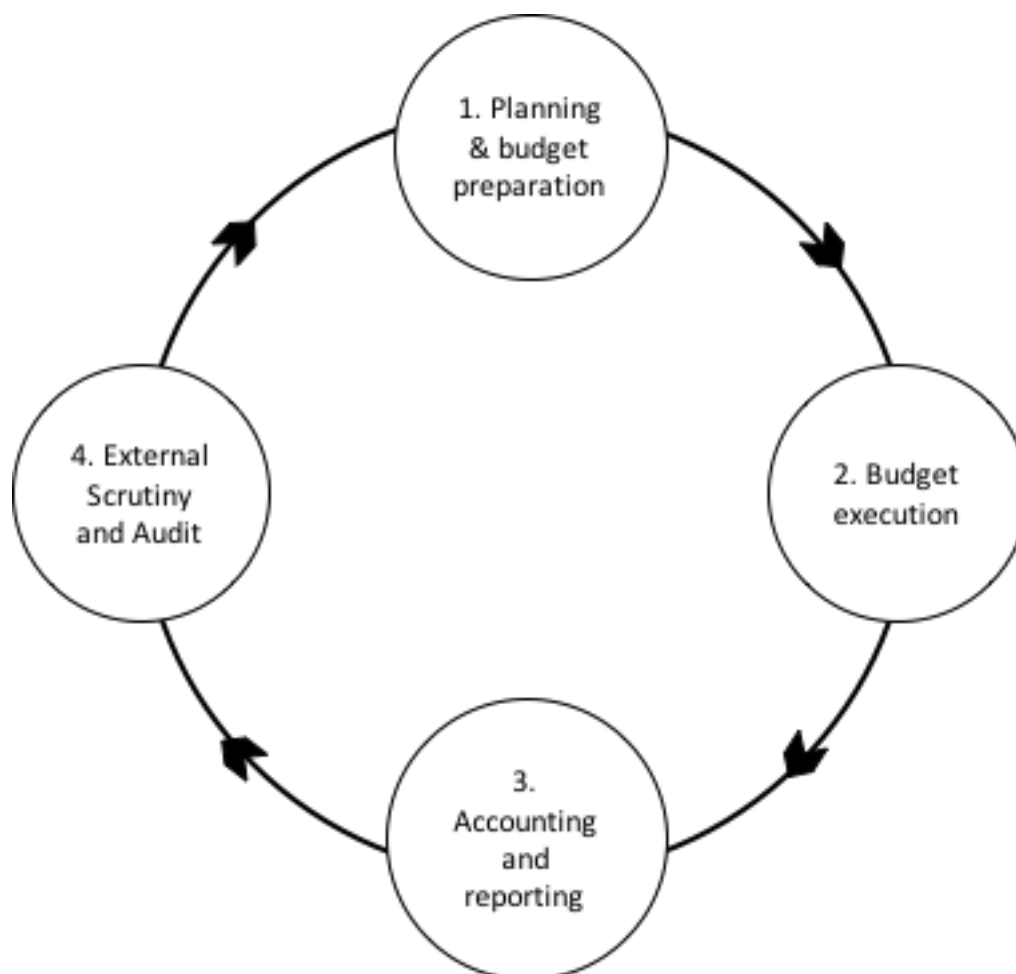 1. Planning
& budget
preparation
2. Budget
execution
3.
Accounting
and
reporting
4. External
Scrutiny
and Audit